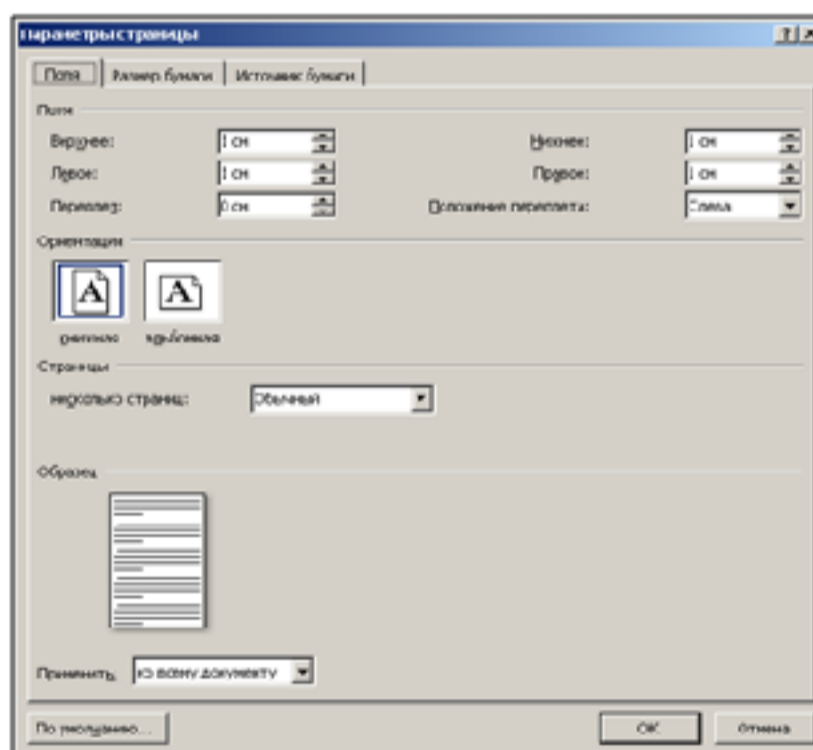 Параметры страницы
Поля Размер бумаги Источник бумаги
Поля
Верхнее: 1 см Нижнее: 1 см
Левое: 1 см Правое: 1 см
Переплет: 0 см Положение переплета: Слева
Ориентация
A A
книжная альбомная
Страницы
несколько страниц: Обычный
Образец
Применить: ко всему документу
По умолчанию... ОК Отмена